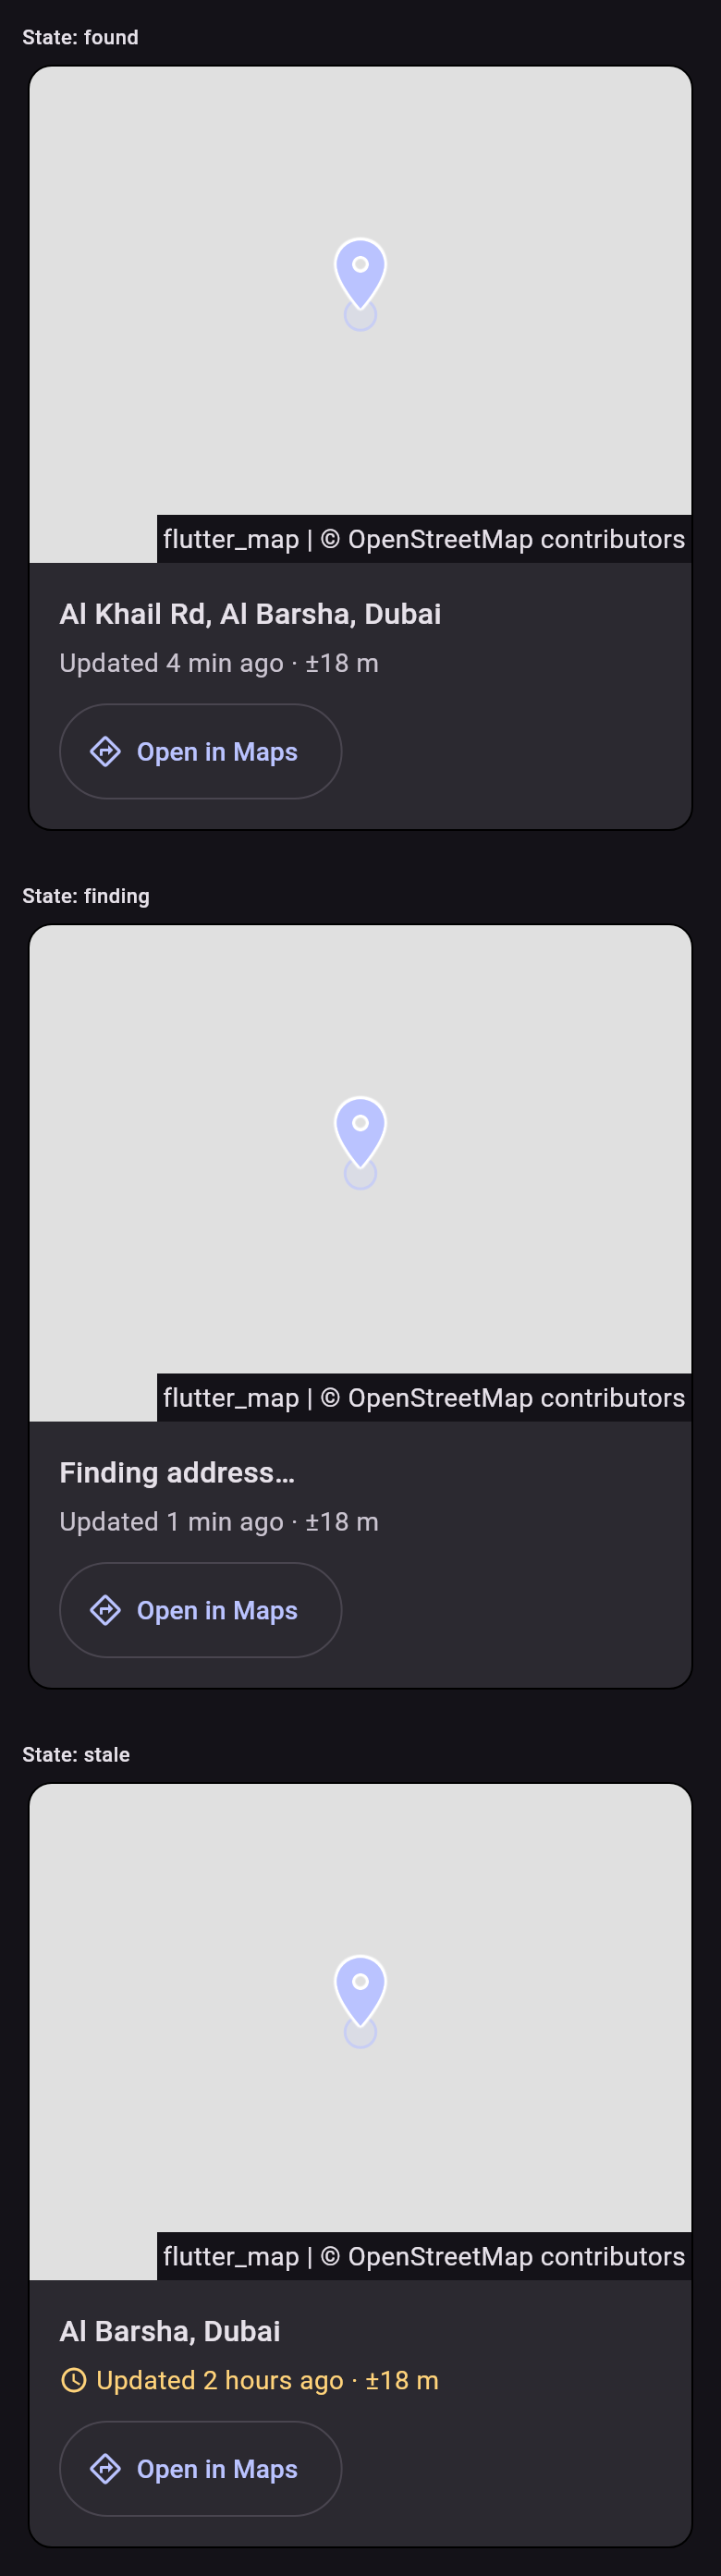 State: found
flutter_map | © OpenStreetMap contributors
Al Khail Rd, Al Barsha, Dubai
Updated 4 min ago · ±18 m
Open in Maps
State: finding
flutter_map | © OpenStreetMap contributors
Finding address…
Updated 1 min ago · ±18 m
Open in Maps
State: stale
flutter_map | © OpenStreetMap contributors
Al Barsha, Dubai
Updated 2 hours ago · ±18 m
Open in Maps